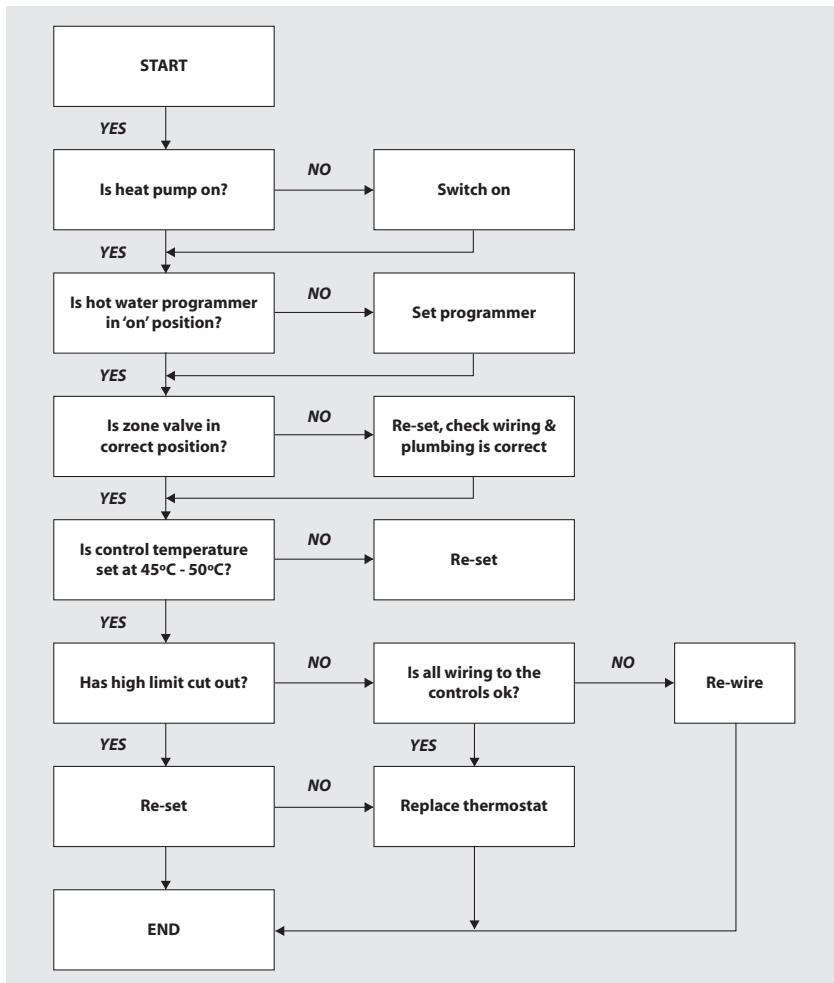 START
YES
Is heat pump on?
NO
Switch on
YES
Is hot water programmer
in ‘on’ position?
NO
Set programmer
YES
Is zone valve in
correct position?
NO
Re-set, check wiring &
plumbing is correct
YES
Is control temperature
set at 45ºC - 50ºC?
NO
Re-set
YES
Has high limit cut out?
NO
Is all wiring to the
controls ok?
NO
Re-wire
YES
YES
Re-set
NO
Replace thermostat
END